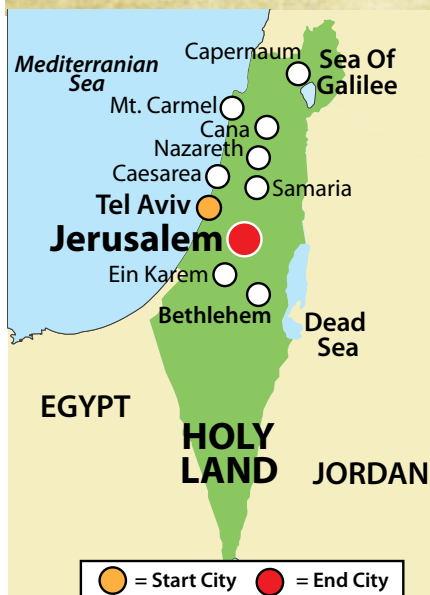 Capernaum
Mediterranian
Sea
Sea Of
Galilee
Mt. Carmel
Cana
Nazareth
Caesarea
Samaria
Tel Aviv
Jerusalem
Ein Karem
Bethlehem
Dead
Sea
EGYPT
HOLY
LAND
JORDAN
= Start City = End City